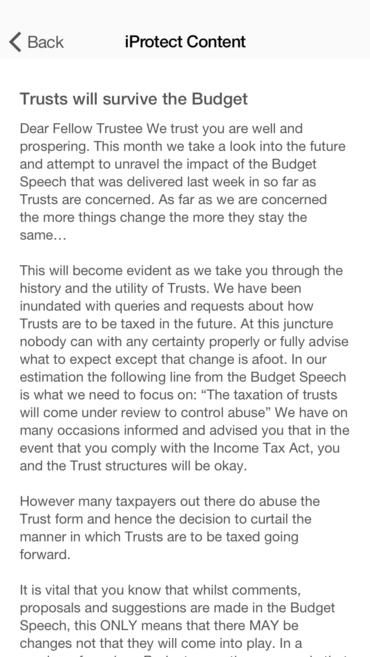 Back
iProtect Content
Trusts will survive the Budget
Dear Fellow Trustee We trust you are well and
prospering. This month we take a look into the future
and attempt to unravel the impact of the Budget
Speech that was delivered last week in so far as
Trusts are concerned. As far as we are concerned
the more things change the more they stay the
same…
This will become evident as we take you through the
history and the utility of Trusts. We have been
inundated with queries and requests about how
Trusts are to be taxed in the future. At this juncture
nobody can with any certainty properly or fully advise
what to expect except that change is afoot. In our
estimation the following line from the Budget Speech
is what we need to focus on: “The taxation of trusts
will come under review to control abuse” We have on
many occasions informed and advised you that in the
event that you comply with the Income Tax Act, you
and the Trust structures will be okay.
However many taxpayers out there do abuse the
Trust form and hence the decision to curtail the
manner in which Trusts are to be taxed going
forward.
It is vital that you know that whilst comments,
proposals and suggestions are made in the Budget
Speech, this ONLY means that there MAY be
changes not that they will come into play. In a